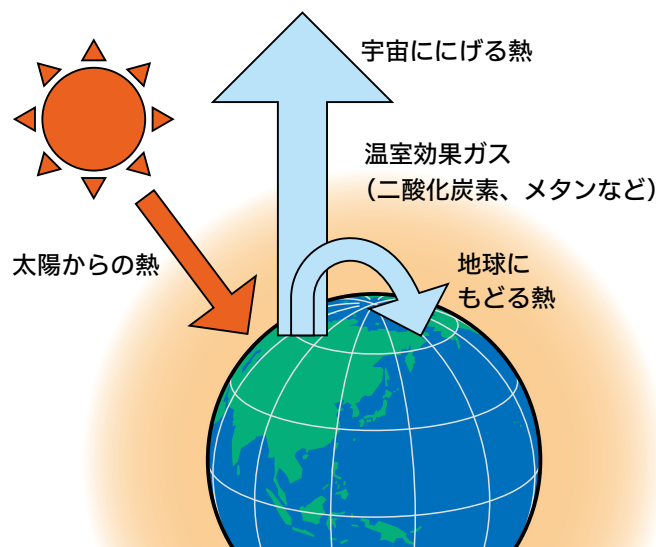 宇宙ににげる熱
温室効果ガス
（二酸化炭素、メタンなど）
太陽からの熱
地球に
もどる熱